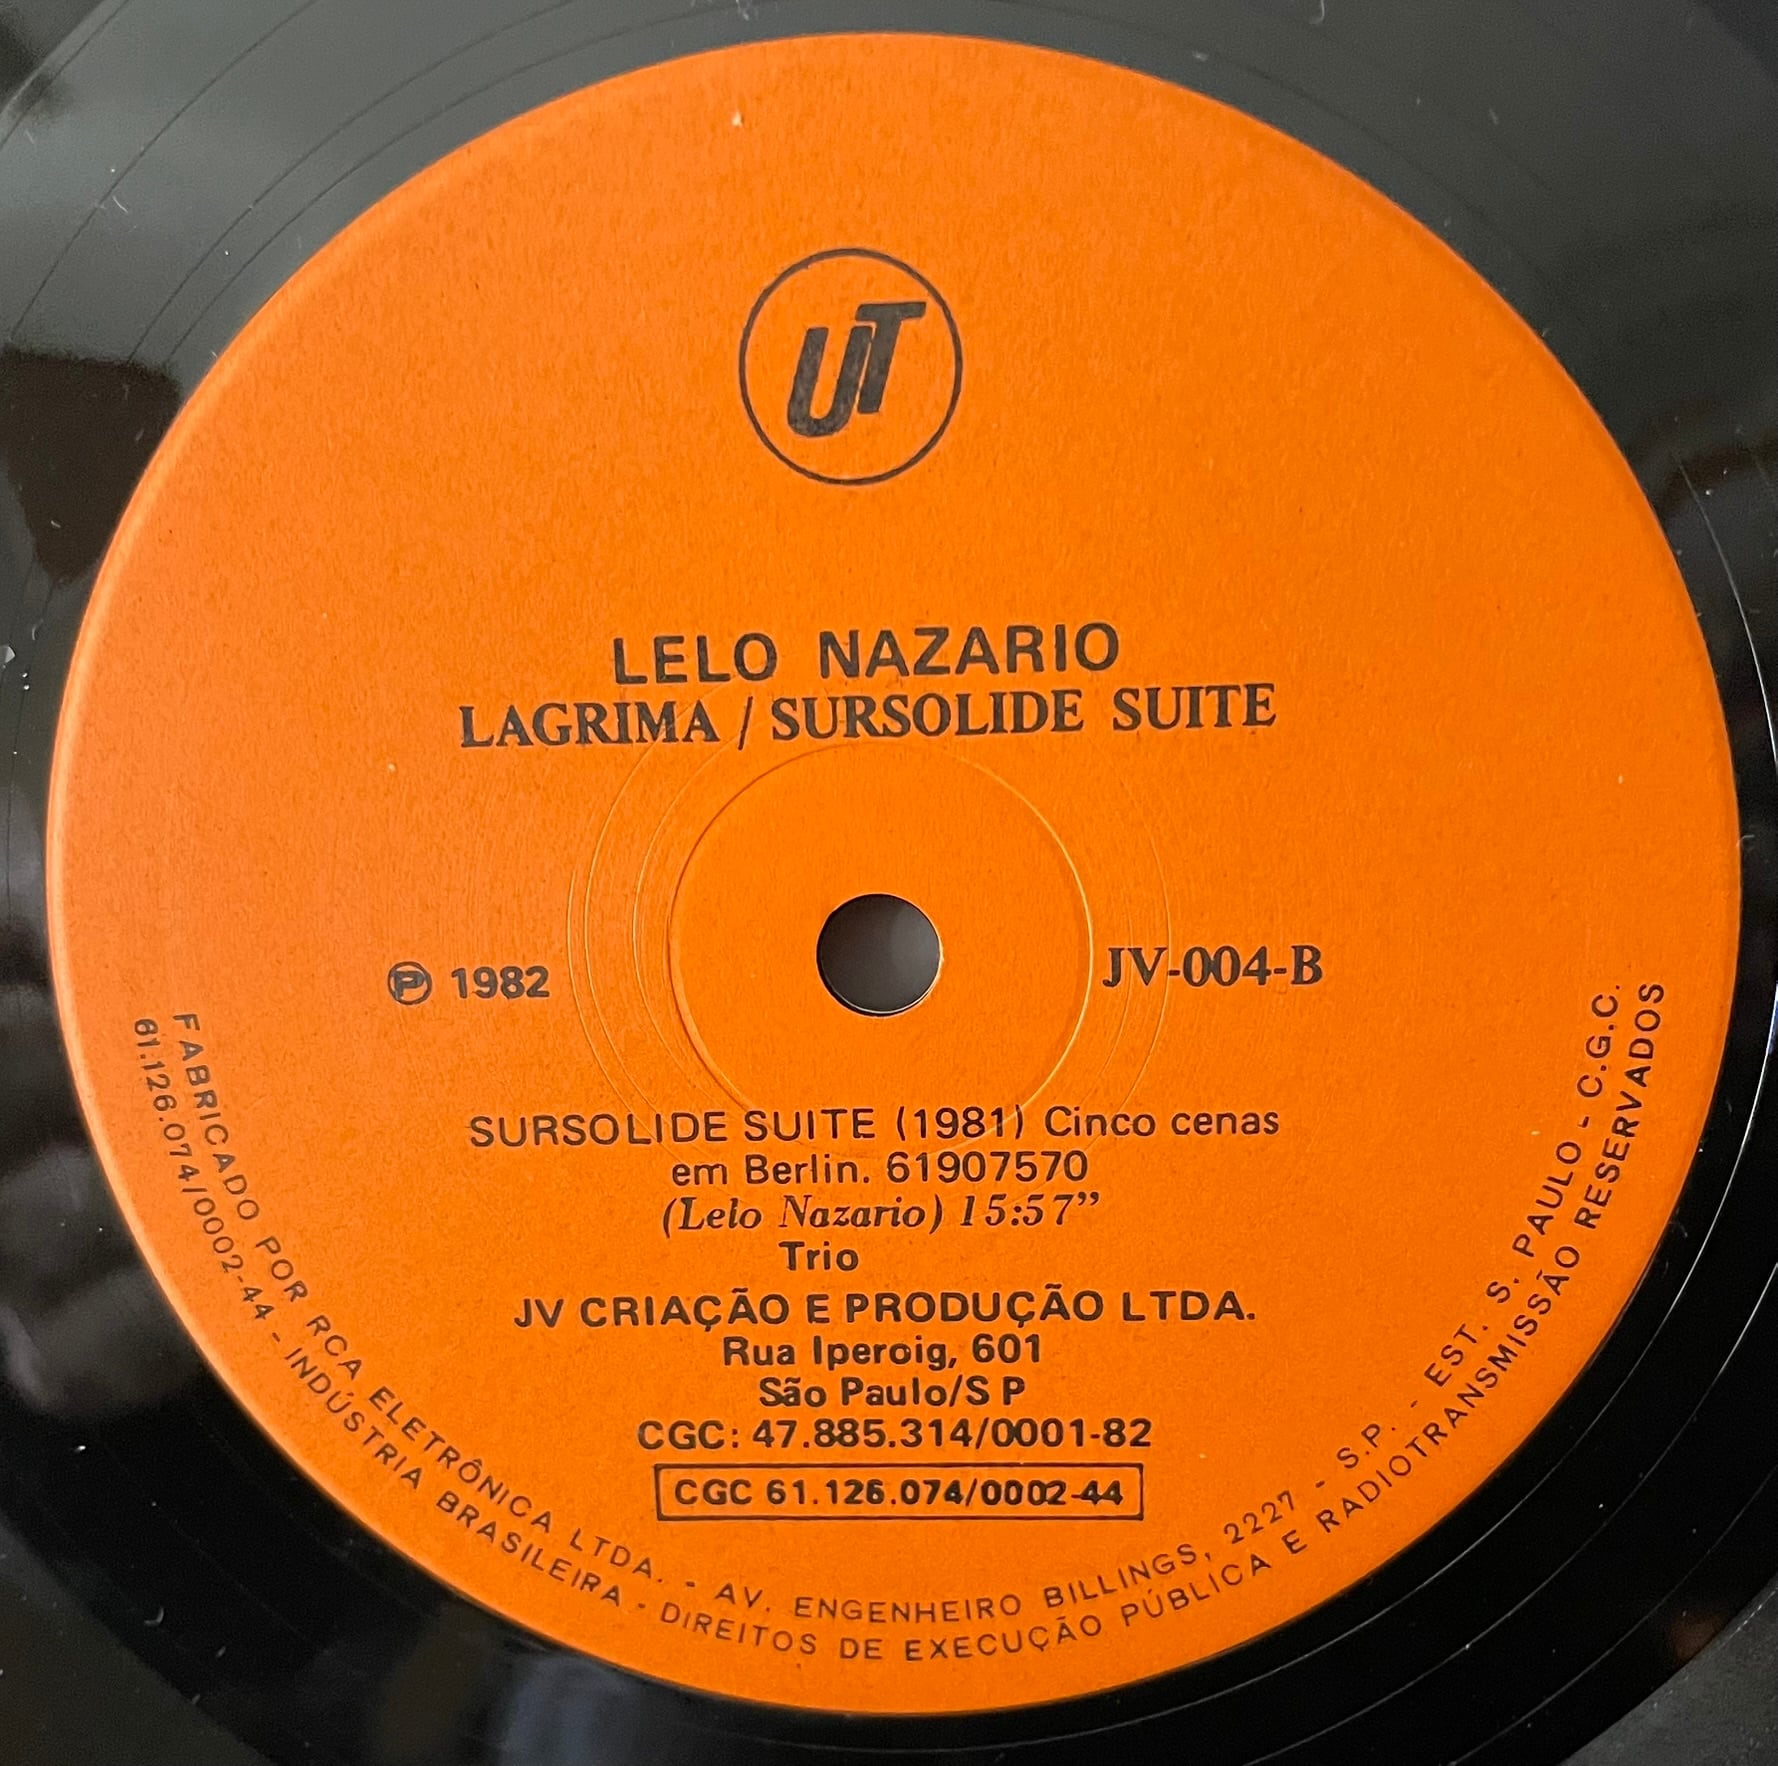 UT
LELO NAZARIO
LAGRIMA / SURSOLIDE SUITE
Ⓟ 1982
JV-004-B
SURSOLIDE SUITE (1981) Cinco cenas
em Berlin. 61907570
(Lelo Nazario) 15:57”
Trio
JV CRIAÇÃO E PRODUÇÃO LTDA.
Rua Iperoig, 601
São Paulo/S P
CGC: 47.885.314/0001-82
CGC 61.126.074/0002-44
FABRICADO POR RCA ELETRÔNICA LTDA. - AV. ENGENHEIRO BILLINGS, 2227 - S.P. - EST. S. PAULO - C.G.C.
61.126.074/0002-44 - INDÚSTRIA BRASILEIRA - DIREITOS DE EXECUÇÃO PÚBLICA E RADIOTRANSMISSÃO RESERVADOS